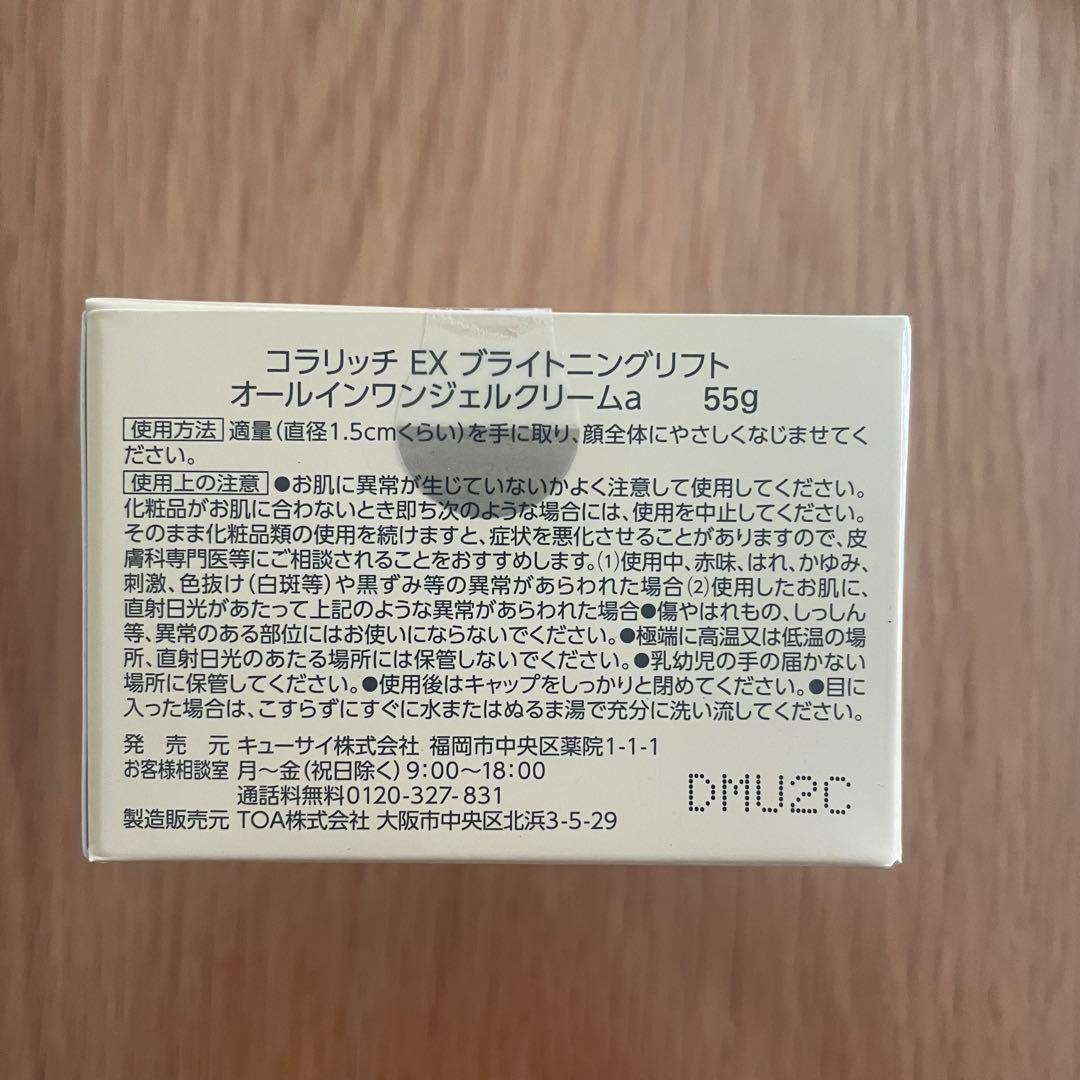 コラリッチ EX ブライトニングリフト
オールインワンジェルクリームa 55g
使用方法 適量(直径1.5cmくらい)を手に取り、顔全体にやさしくなじませてく
ださい。
使用上の注意 ●お肌に異常が生じていないかよく注意して使用してください。
化粧品がお肌に合わないとき即ち次のような場合には、使用を中止してください。
そのまま化粧品類の使用を続けますと、症状を悪化させることがありますので、皮
膚科専門医等にご相談されることをおすすめします。(1)使用中、赤味、はれ、かゆみ、
刺激、色抜け(白斑等)や黒ずみ等の異常があらわれた場合(2)使用したお肌に、
直射日光があたって上記のような異常があらわれた場合●傷やはれもの、しっしん
等、異常のある部位にはお使いにならないでください。●極端に高温又は低温の場
所、直射日光のあたる場所には保管しないでください。●乳幼児の手の届かない
場所に保管してください。●使用後はキャップをしっかりと閉めてください。●目に
入った場合は、こすらずにすぐに水またはぬるま湯で充分に洗い流してください。
発売元 キューサイ株式会社 福岡市中央区薬院1-1-1
お客様相談室 月～金(祝日除く)9:00～18:00
通話料無料0120-327-831
製造販売元 TOA株式会社 大阪市中央区北浜3-5-29
DMU2C